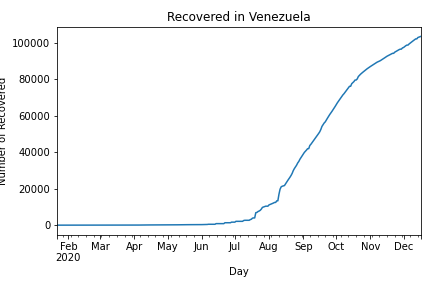 Recovered in Venezuela
100000
80000
60000
40000
20000
0
Number of Recovered
Feb Mar Apr May Jun Jul Aug Sep Oct Nov Dec
2020
Day